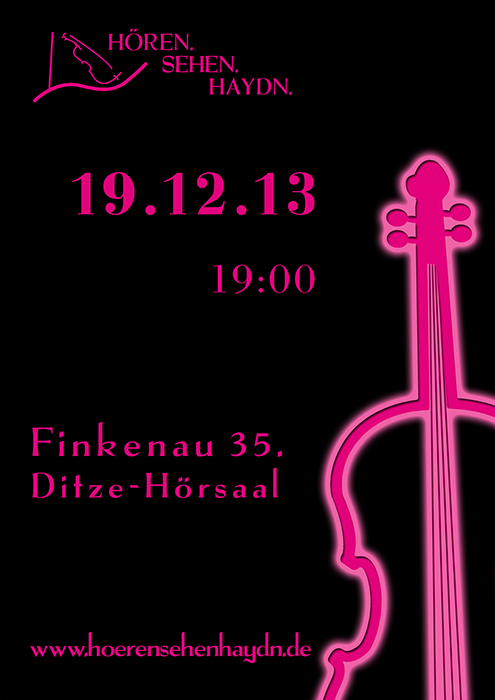 HÖREN.
SEHEN.
HAYDN.
19.12.13
19:00
Finkenau 35.
Ditze-Hörsaal
www.hoerensehenhaydn.de